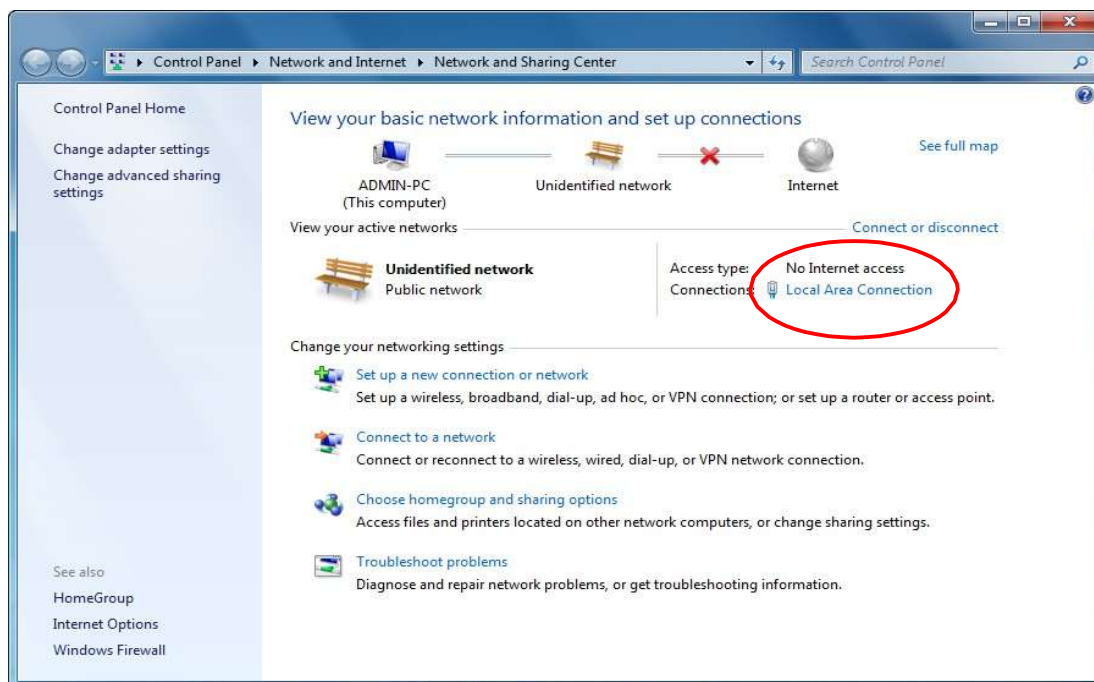 Control Panel ▸ Network and Internet ▸ Network and Sharing Center
Search Control Panel
Control Panel Home
Change adapter settings
Change advanced sharing
settings
See also
HomeGroup
Internet Options
Windows Firewall
View your basic network information and set up connections
See full map
ADMIN-PC
(This computer)
Unidentified network
Internet
View your active networks
Connect or disconnect
Unidentified network
Public network
Access type: No Internet access
Connections: Local Area Connection
Change your networking settings
Set up a new connection or network
Set up a wireless, broadband, dial-up, ad hoc, or VPN connection; or set up a router or access point.
Connect to a network
Connect or reconnect to a wireless, wired, dial-up, or VPN network connection.
Choose homegroup and sharing options
Access files and printers located on other network computers, or change sharing settings.
Troubleshoot problems
Diagnose and repair network problems, or get troubleshooting information.